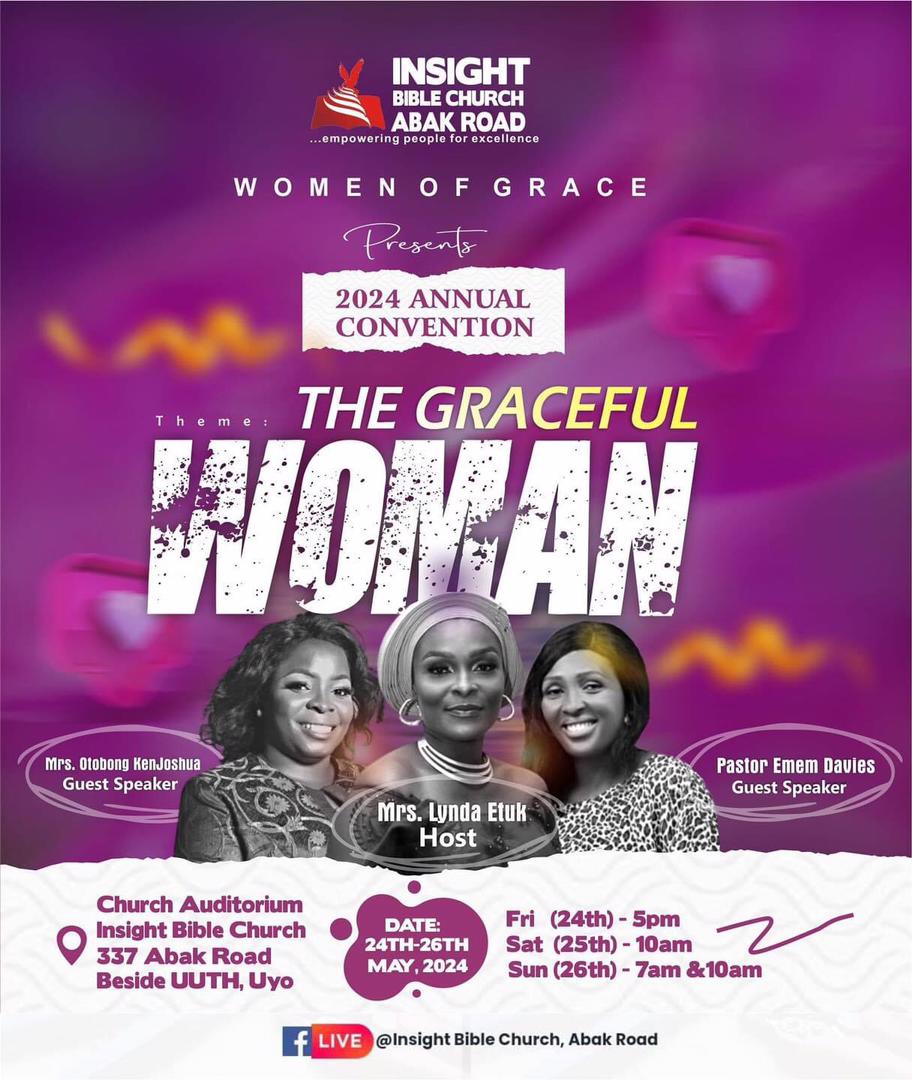 INSIGHT
BIBLE CHURCH
ABAK ROAD
...empowering people for excellence
WOMEN OF GRACE
Presents
2024 ANNUAL
CONVENTION
Theme: THE GRACEFUL
WOMAN
Mrs. Otobong KenJoshua
Guest Speaker
Mrs. Lynda Etuk
Host
Pastor Emem Davies
Guest Speaker
Church Auditorium
Insight Bible Church
337 Abak Road
Beside UUTH, Uyo
DATE:
24TH-26TH
MAY, 2024
Fri (24th) - 5pm
Sat (25th) - 10am
Sun (26th) - 7am &10am
f LIVE @Insight Bible Church, Abak Road